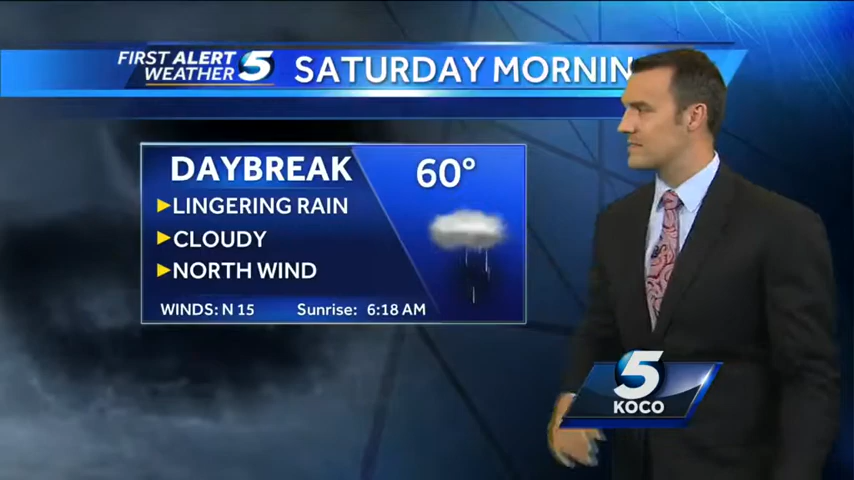 FIRST ALERT
WEATHER 5
SATURDAY MORNIN
DAYBREAK
60°
LINGERING RAIN
CLOUDY
NORTH WIND
WINDS: N 15 Sunrise: 6:18 AM
5
KOCO